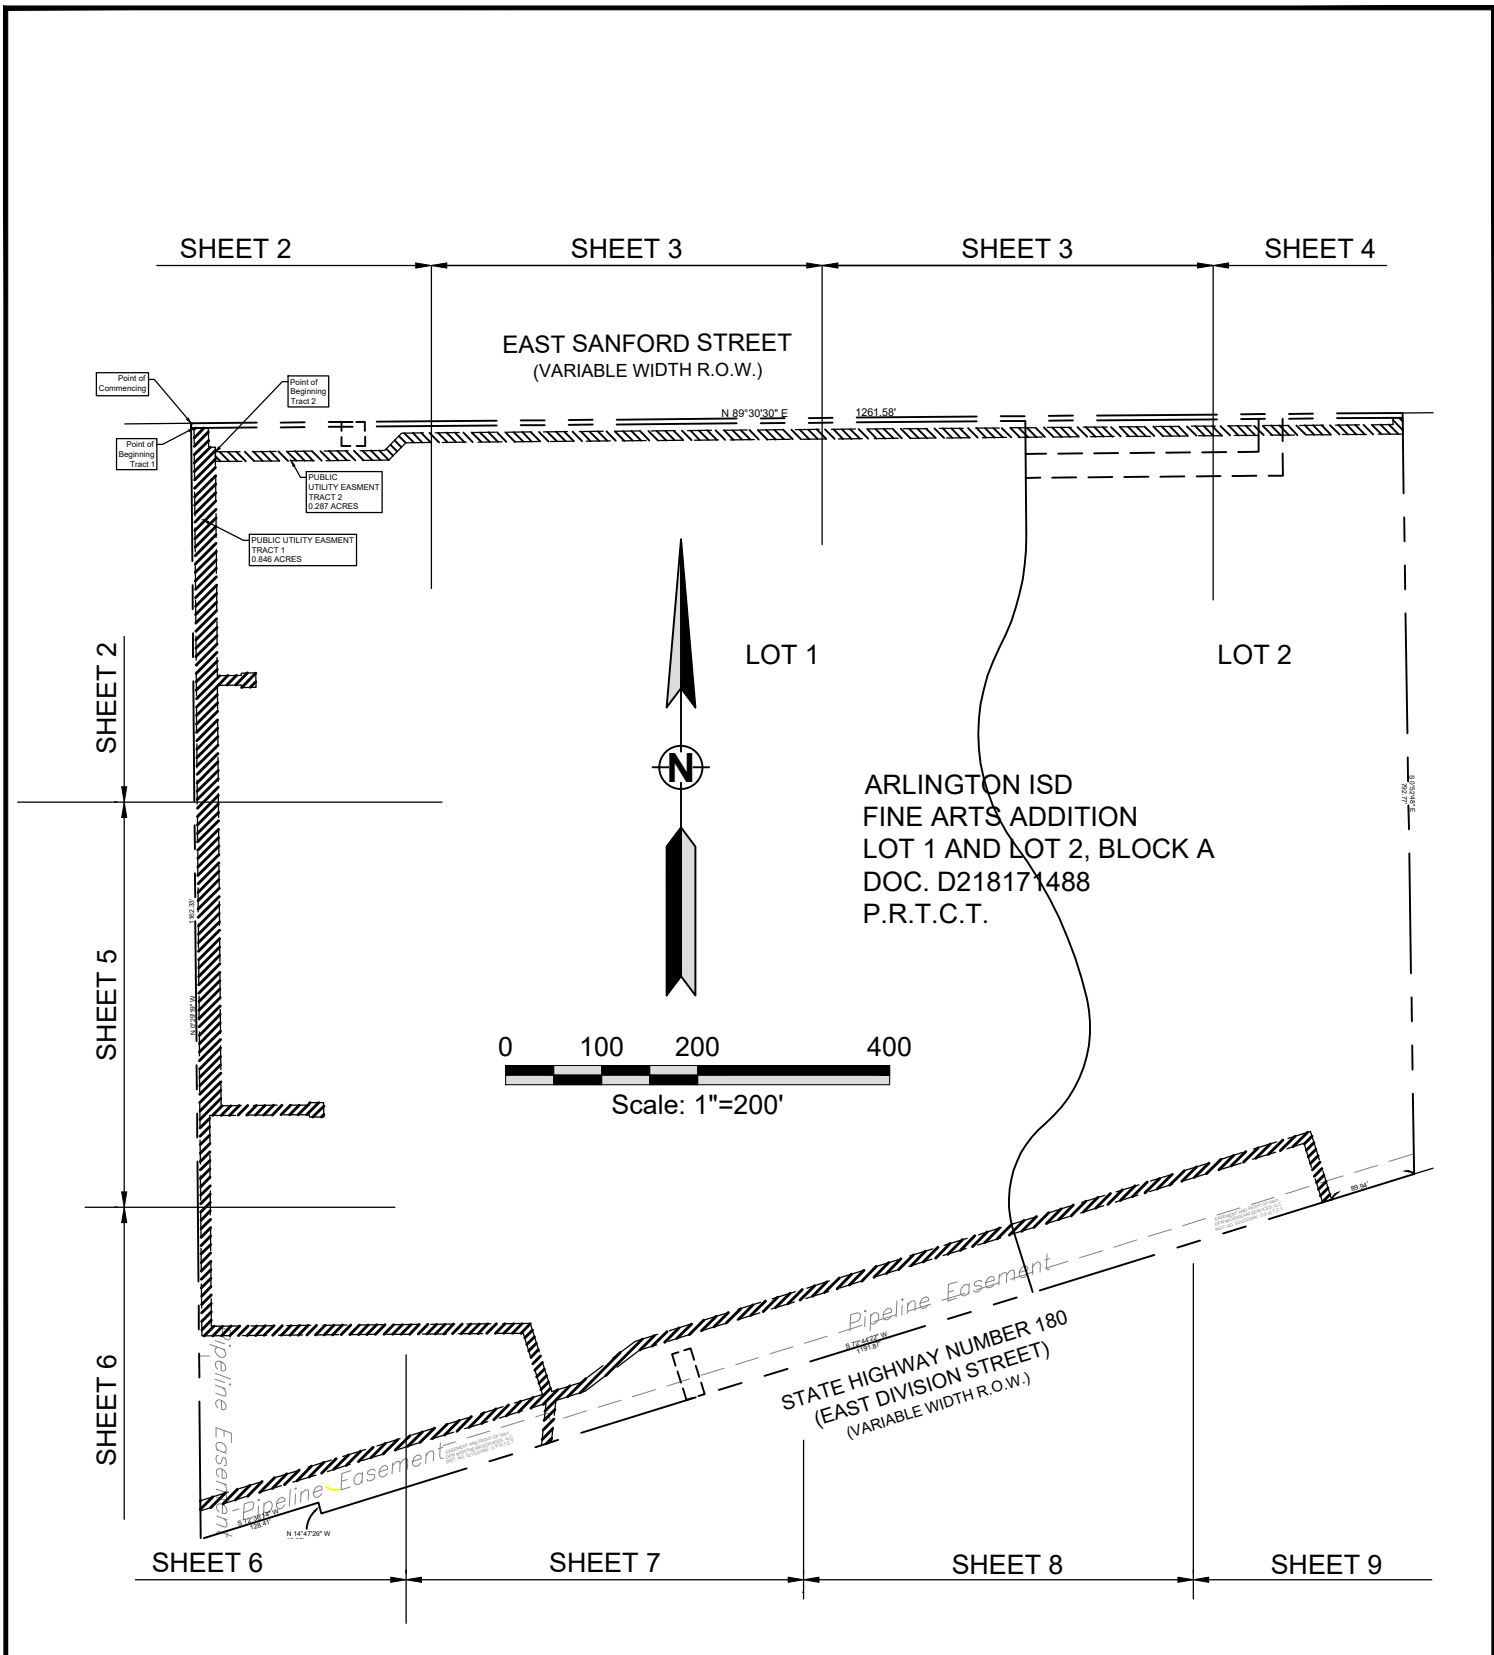 SHEET 2
SHEET 3
SHEET 3
SHEET 4
EAST SANFORD STREET
(VARIABLE WIDTH R.O.W.)
Point of
Commencing
Point of
Beginning
Tract 2
N 89°30'30" E
1261.58'
Point of
Beginning
Tract 1
PUBLIC
UTILITY EASMENT
TRACT 2
0.287 ACRES
PUBLIC UTILITY EASMENT
TRACT 1
0.846 ACRES
SHEET 2
LOT 1
LOT 2
N
ARLINGTON ISD
FINE ARTS ADDITION
LOT 1 AND LOT 2, BLOCK A
DOC. D218171488
P.R.T.C.T.
SHEET 5
0 100 200 400
Scale: 1"=200'
89.94'
Pipeline Easement
STATE HIGHWAY NUMBER 180
(EAST DIVISION STREET)
(VARIABLE WIDTH R.O.W.)
SHEET 6
Pipeline Easement
Pipeline Easement
128.41'
N 14°47'26" W
SHEET 6
SHEET 7
SHEET 8
SHEET 9